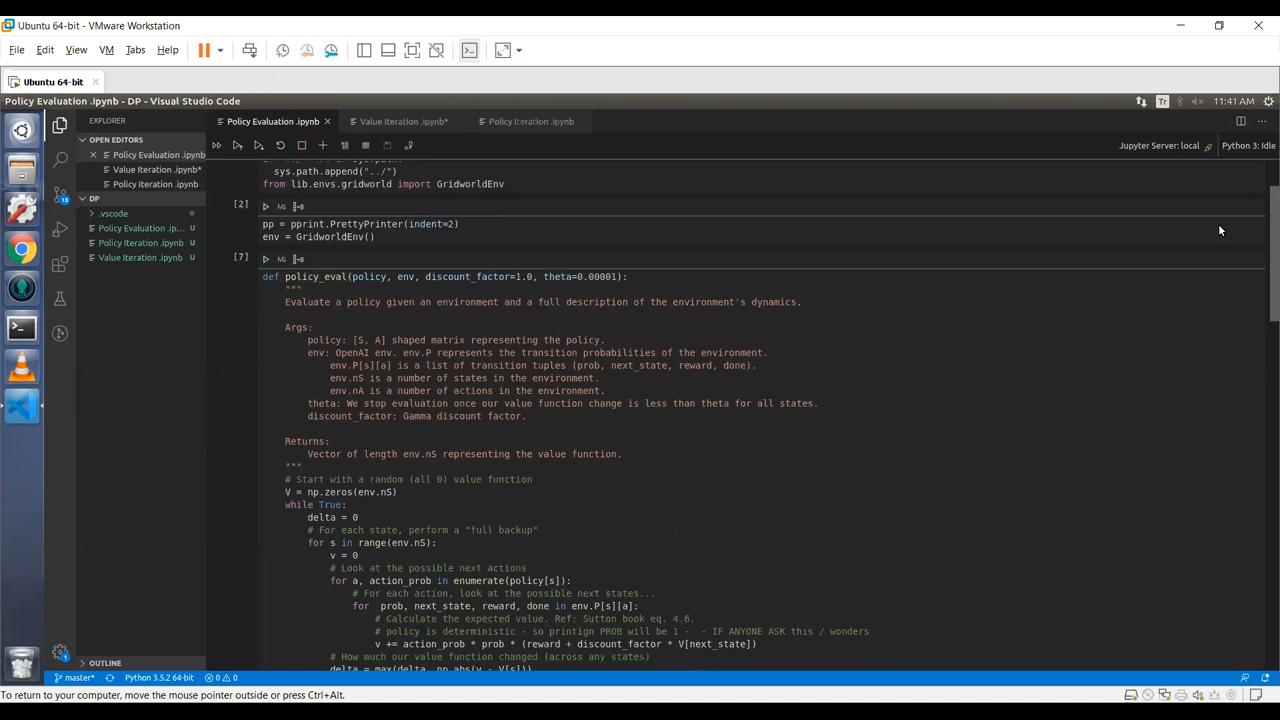 Ubuntu 64-bit - VMware Workstation
File Edit View VM Tabs Help
Ubuntu 64-bit
Policy Evaluation .ipynb - DP - Visual Studio Code
Tr 11:41 AM
EXPLORER
Policy Evaluation .ipynb Value Iteration .ipynb* Policy Iteration .ipynb
OPEN EDITORS
Policy Evaluation .ipynb
Value Iteration .ipynb*
Policy Iteration .ipynb
DP
.vscode
Policy Evaluation .ip... U
Policy Iteration .ipynb U
Value Iteration .ipynb U
13
Jupyter Server: local Python 3: Idle
sys.path.append("../")
from lib.envs.gridworld import GridworldEnv
[2]
pp = pprint.PrettyPrinter(indent=2)
env = GridworldEnv()
[7]
def policy_eval(policy, env, discount_factor=1.0, theta=0.00001):
"""
Evaluate a policy given an environment and a full description of the environment's dynamics.
Args:
policy: [S, A] shaped matrix representing the policy.
env: OpenAI env. env.P represents the transition probabilities of the environment.
env.P[s][a] is a list of transition tuples (prob, next_state, reward, done).
env.nS is a number of states in the environment.
env.nA is a number of actions in the environment.
theta: We stop evaluation once our value function change is less than theta for all states.
discount_factor: Gamma discount factor.
Returns:
Vector of length env.nS representing the value function.
"""
# Start with a random (all 0) value function
V = np.zeros(env.nS)
while True:
delta = 0
# For each state, perform a "full backup"
for s in range(env.nS):
v = 0
# Look at the possible next actions
for a, action_prob in enumerate(policy[s]):
# For each action, look at the possible next states...
for prob, next_state, reward, done in env.P[s][a]:
# Calculate the expected value. Ref: Sutton book eq. 4.6.
# policy is deterministic - so printign PROB will be 1 - - IF ANYONE ASK this / wonders
v += action_prob * prob * (reward + discount_factor * V[next_state])
# How much our value function changed (across any states)
delta = max(delta, np.abs(v - V[s]))
OUTLINE
1
master* Python 3.5.2 64-bit 0 0
To return to your computer, move the mouse pointer outside or press Ctrl+Alt.